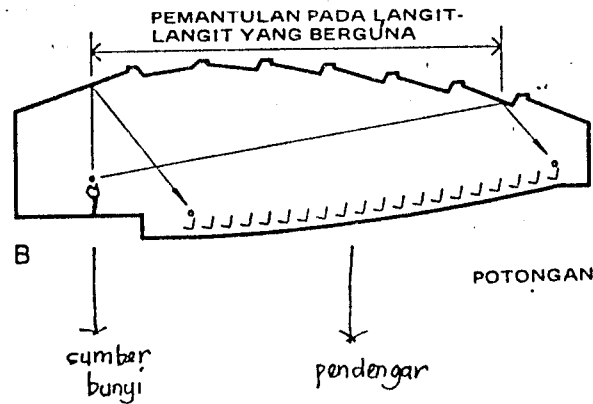 PEMANTULAN PADA LANGIT-
LANGIT YANG BERGUNA
B
POTONGAN
sumber
bunyi
pendengar